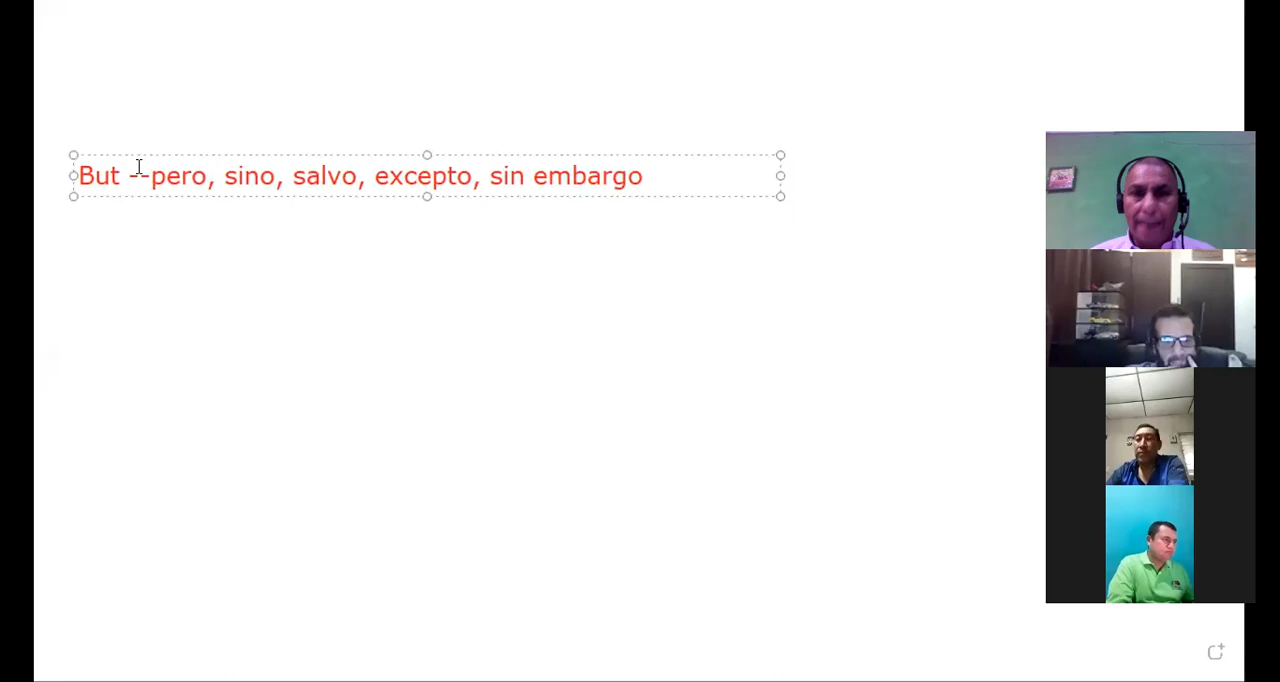 But --pero, sino, salvo, excepto, sin embargo